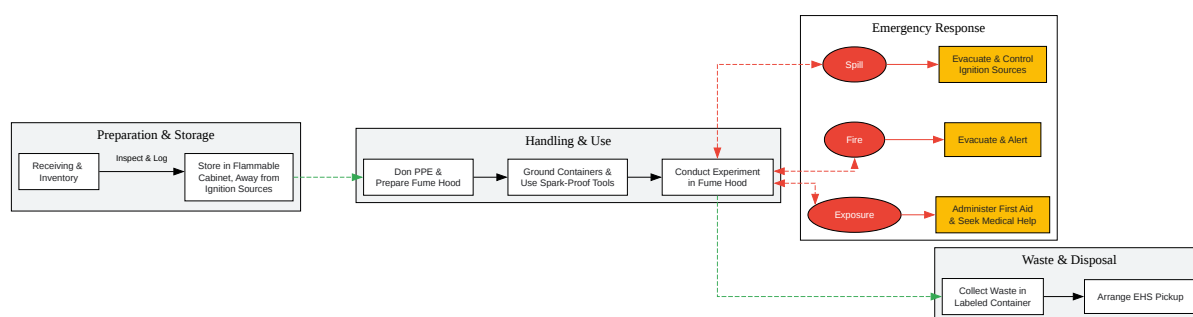 Preparation & Storage
Receiving &
Inventory
Inspect & Log
Store in Flammable
Cabinet, Away from
Ignition Sources
Handling & Use
Don PPE &
Prepare Fume Hood
Ground Containers &
Use Spark-Proof Tools
Conduct Experiment
in Fume Hood
Emergency Response
Spill
Evacuate & Control
Ignition Sources
Fire
Evacuate & Alert
Exposure
Administer First Aid
& Seek Medical Help
Waste & Disposal
Collect Waste in
Labeled Container
Arrange EHS Pickup